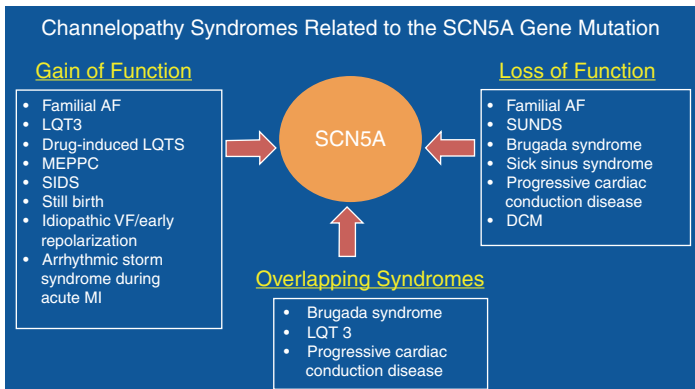 Channelopathy Syndromes Related to the SCN5A Gene Mutation
Gain of Function
• Familial AF
• LQT3
• Drug-induced LQTS
• MEPPC
• SIDS
• Still birth
• Idiopathic VF/early
repolarization
• Arrhythmic storm
syndrome during
acute MI
SCN5A
Loss of Function
• Familial AF
• SUNDS
• Brugada syndrome
• Sick sinus syndrome
• Progressive cardiac
conduction disease
• DCM
Overlapping Syndromes
• Brugada syndrome
• LQT 3
• Progressive cardiac
conduction disease